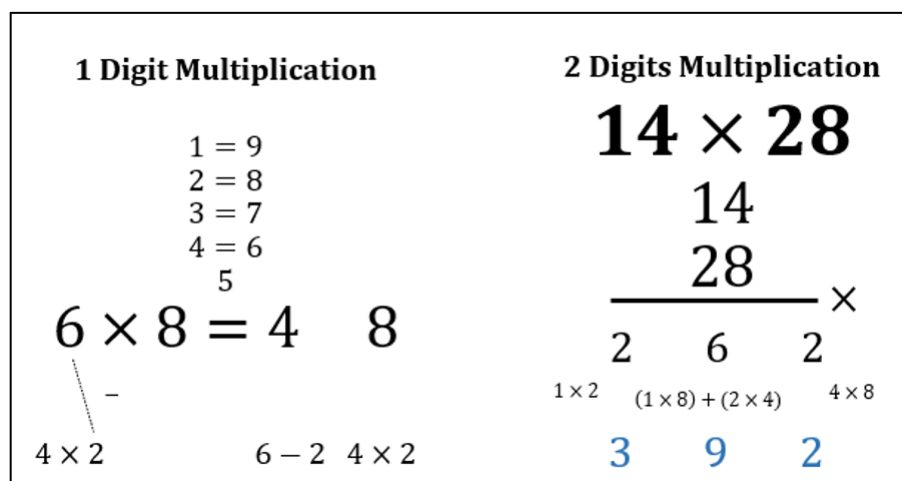 1 Digit Multiplication
1 = 9
2 = 8
3 = 7
4 = 6
5
6 × 8 = 4 8
–
4 × 2
6 − 2 4 × 2
2 Digits Multiplication
14 × 28
14
28
×
2 6 2
1 × 2 (1 × 8) + (2 × 4) 4 × 8
3 9 2